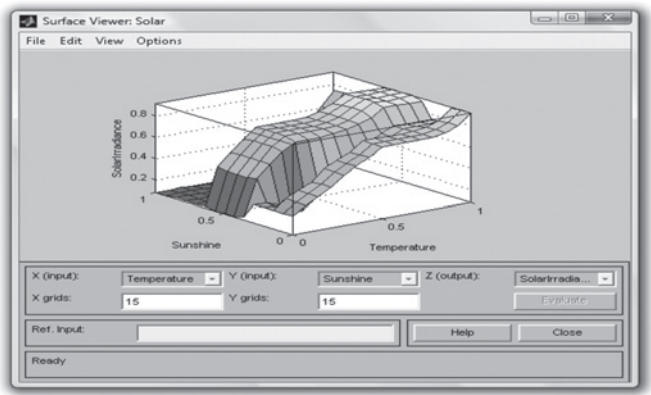 Surface Viewer: Solar
File Edit View Options
SolarIrradiance
0.8
0.6
0.4
0.2
1
0.5
0
Sunshine
0
0.5
1
Temperature
X (input): Temperature Y (input): Sunshine Z (output): SolarIrradia...
X grids: 15 Y grids: 15 Evaluate
Ref. Input: Help Close
Ready